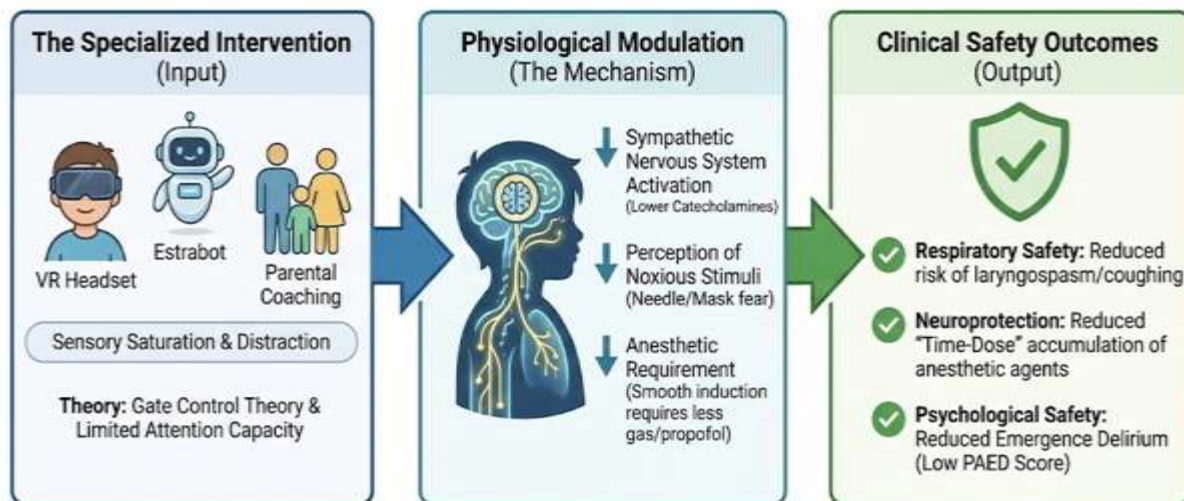 The Specialized Intervention
(Input)
VR Headset
Estrabot
Parental
Coaching
Sensory Saturation & Distraction
Theory: Gate Control Theory &
Limited Attention Capacity
Physiological Modulation
(The Mechanism)
Sympathetic
Nervous System
Activation
(Lower Catecholamines)
Perception of
Noxious Stimuli
(Needle/Mask fear)
Anesthetic
Requirement
(Smooth induction
requires less
gas/propofol)
Clinical Safety Outcomes
(Output)
Respiratory Safety: Reduced
risk of laryngospasm/coughing
Neuroprotection: Reduced
"Time-Dose" accumulation of
anesthetic agents
Psychological Safety:
Reduced Emergence Delirium
(Low PAED Score)